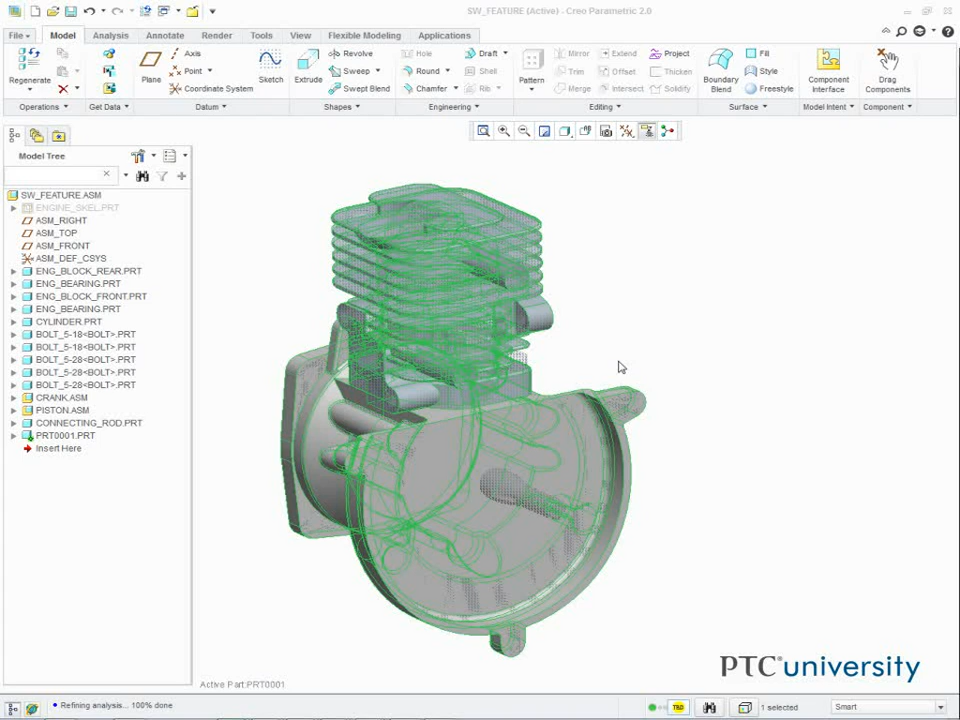 SW_FEATURE (Active) - Creo Parametric 2.0
File Model Analysis Annotate Render Tools View Flexible Modeling Applications
Regenerate
Operations
Get Data
Plane
Axis
Point
Coordinate System
Sketch
Datum
Extrude
Revolve
Sweep
Swept Blend
Shapes
Hole Draft
Round Shell
Chamfer Rib
Engineering
Pattern
Mirror Extend Project
Trim Offset Thicken
Merge Intersect Solidify
Editing
Boundary
Blend
Fill
Style
Freestyle
Surface
Component
Interface
Model Intent
Drag
Components
Component
Model Tree
SW_FEATURE.ASM
ENGINE_SKEL.PRT
ASM_RIGHT
ASM_TOP
ASM_FRONT
ASM_DEF_CSYS
ENG_BLOCK_REAR.PRT
ENG_BEARING.PRT
ENG_BLOCK_FRONT.PRT
ENG_BEARING.PRT
CYLINDER.PRT
BOLT_5-18<BOLT>.PRT
BOLT_5-18<BOLT>.PRT
BOLT_5-28<BOLT>.PRT
BOLT_5-28<BOLT>.PRT
BOLT_5-28<BOLT>.PRT
CRANK.ASM
PISTON.ASM
CONNECTING_ROD.PRT
PRT0001.PRT
Insert Here
PTC university
Active Part:PRT0001
Refining analysis... 100% done
1 selected
Smart